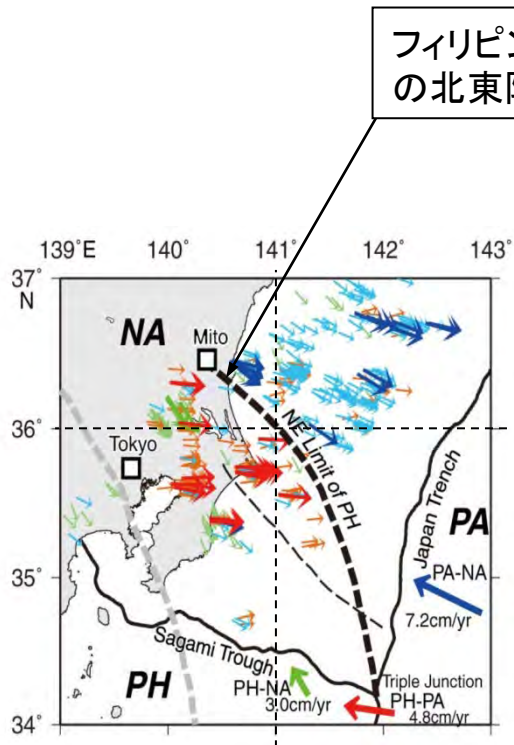 フィリピン
の北東
139˚E 140˚ 141˚ 142˚ 143˚
37˚
N
NA
Mito
36˚
Tokyo
NE Limit of PH
Japan Trench
PA
35˚
PA-NA
7.2cm/yr
Sagami Trough
Triple Junction
PH
PH-NA
3.0cm/yr
PH-PA
4.8cm/yr
34˚